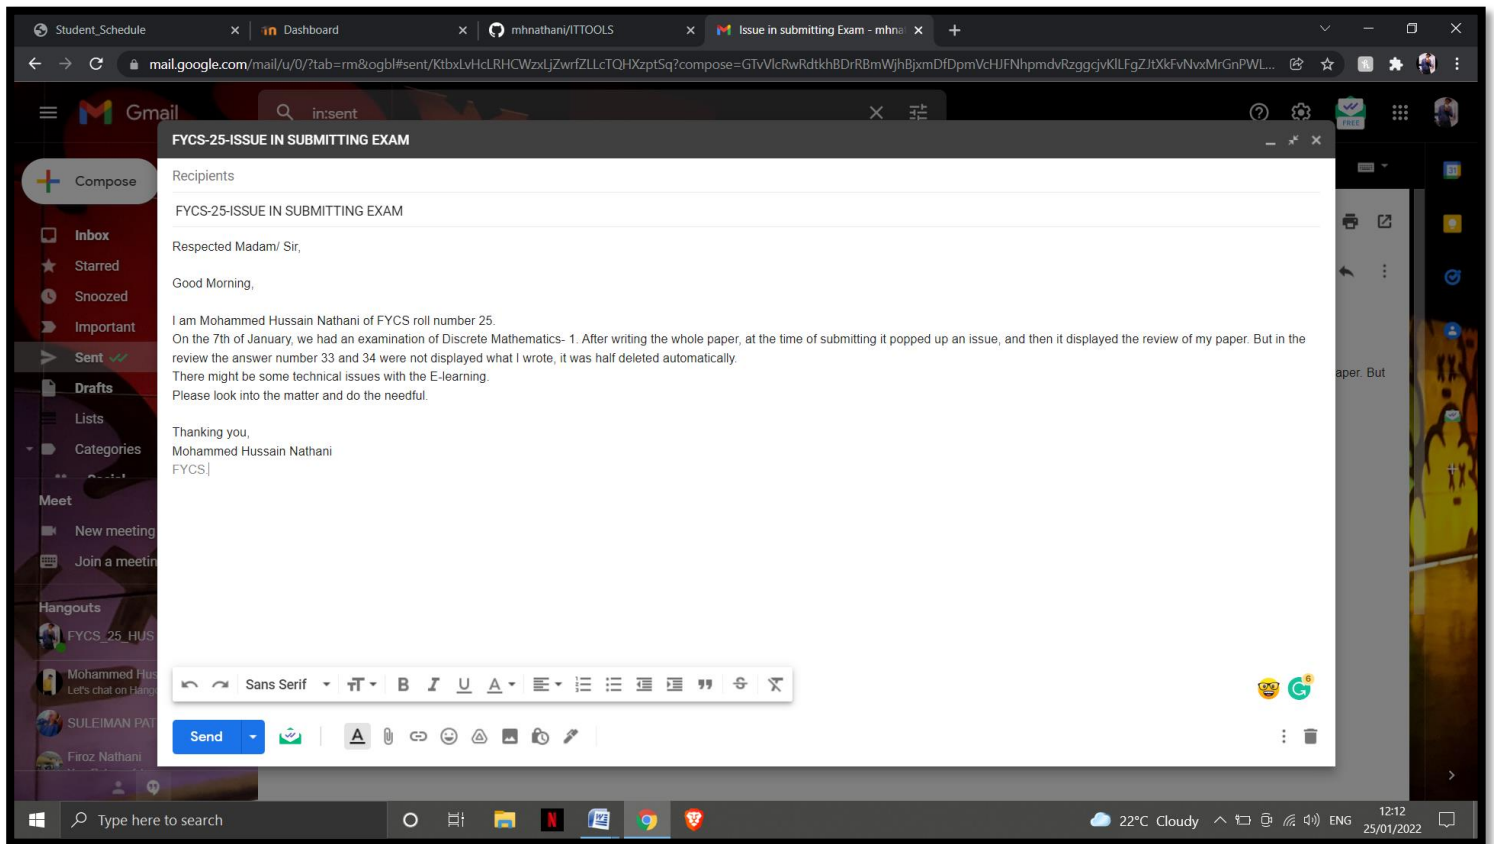 Student_Schedule
Dashboard
mhnathani/ITTOOLS
Issue in submitting Exam - mhna
mail.google.com/mail/u/0/?tab=rm&ogbl#sent/KtbxLvHcLRHCWzxLjZwrfZLLcTQHXzptSq?compose=GTvVlcRwRdtkhBDrRBmWjhBjxmDfDpmVcHJFNhpmdvRzggcjvKlLFgZJtXkFvNvxMrGnPWL...
Gmail
in:sent
FREE
FYCS-25-ISSUE IN SUBMITTING EXAM
Recipients
FYCS-25-ISSUE IN SUBMITTING EXAM
Respected Madam/ Sir,
Good Morning,
I am Mohammed Hussain Nathani of FYCS roll number 25.
On the 7th of January, we had an examination of Discrete Mathematics- 1. After writing the whole paper, at the time of submitting it popped up an issue, and then it displayed the review of my paper. But in the
review the answer number 33 and 34 were not displayed what I wrote, it was half deleted automatically.
There might be some technical issues with the E-learning.
Please look into the matter and do the needful.
Thanking you,
Mohammed Hussain Nathani
FYCS.
Compose
Inbox
Starred
Snoozed
Important
Sent
Drafts
Lists
Categories
Social
Meet
New meeting
Join a meetin
Hangouts
FYCS_25_HUS
Mohammed Hus
Let's chat on Hang
SULEIMAN PAT
Firoz Nathani
aper. But
31
Sans Serif
B I U A
6
Send
Type here to search
22°C Cloudy
ENG
12:12
25/01/2022